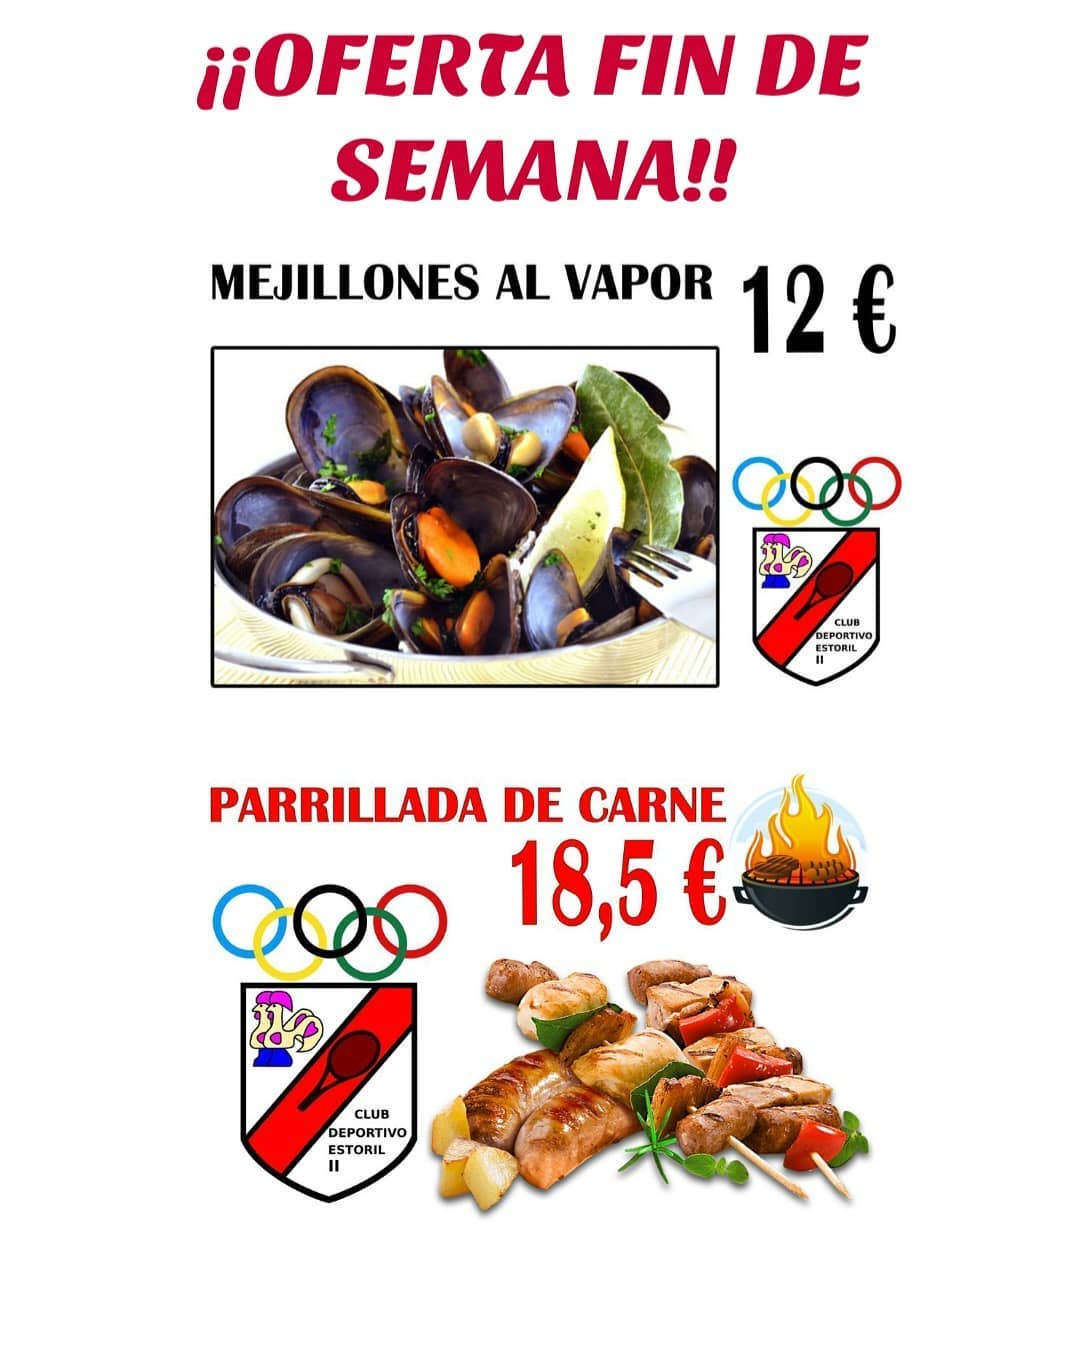 ¡¡OFERTA FIN DE
SEMANA!!
MEJILLONES AL VAPOR 12 €
CLUB
DEPORTIVO
ESTORIL
II
PARRILLADA DE CARNE
18,5 €
CLUB
DEPORTIVO
ESTORIL
II